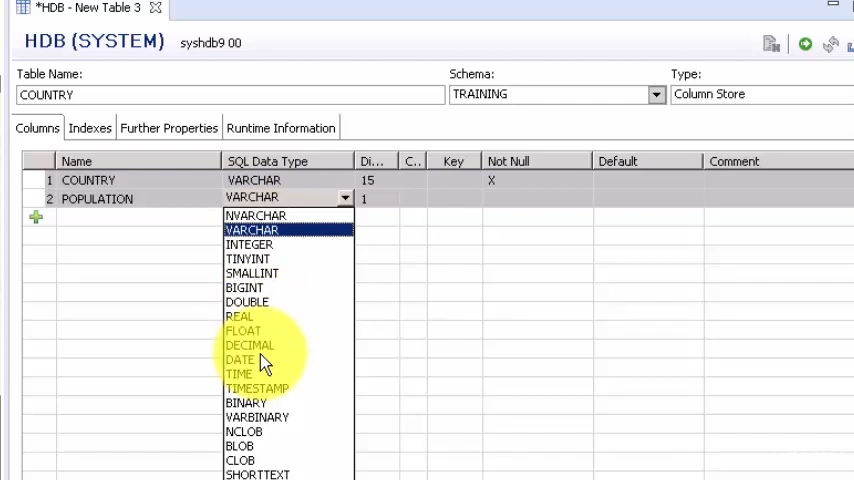 *HDB - New Table 3
HDB (SYSTEM) syshdb9 00
Table Name: Schema: Type:
COUNTRY TRAINING Column Store
Columns Indexes Further Properties Runtime Information
Name SQL Data Type Di... C.. Key Not Null Default Comment
1 COUNTRY VARCHAR 15 X
2 POPULATION VARCHAR 1
NVARCHAR
VARCHAR
INTEGER
TINYINT
SMALLINT
BIGINT
DOUBLE
REAL
FLOAT
DECIMAL
DATE
TIME
TIMESTAMP
BINARY
VARBINARY
NCLOB
BLOB
CLOB
SHORTTEXT